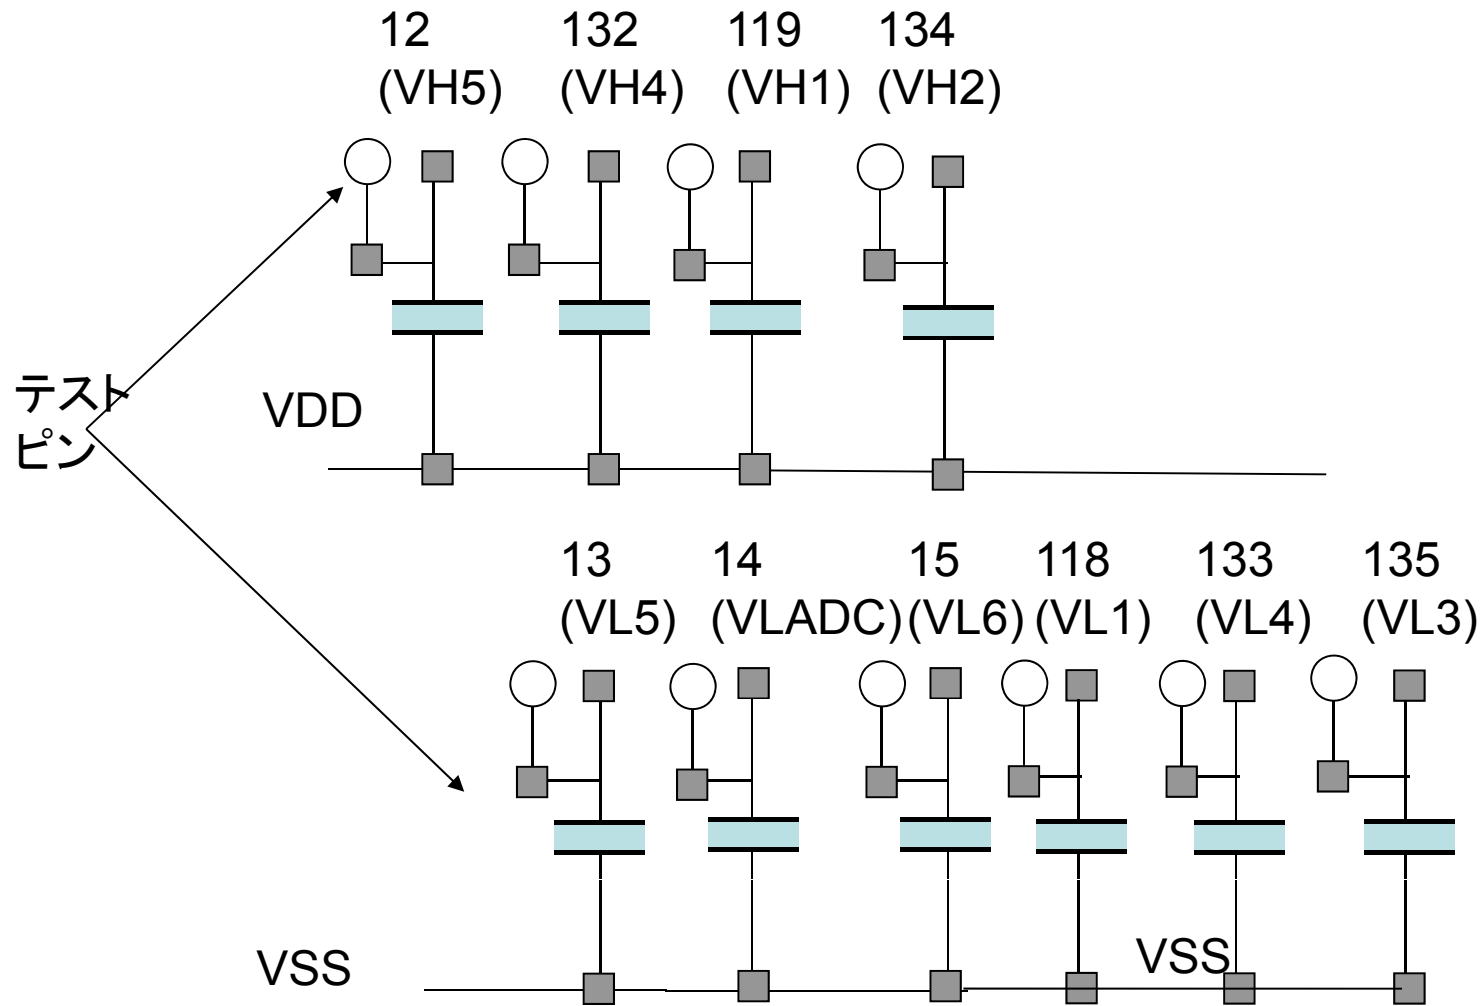 12 132 119 134
(VH5) (VH4) (VH1) (VH2)
テスト
ピン
VDD
13 14 15 118 133 135
(VL5) (VLADC) (VL6) (VL1) (VL4) (VL3)
VSS VSS